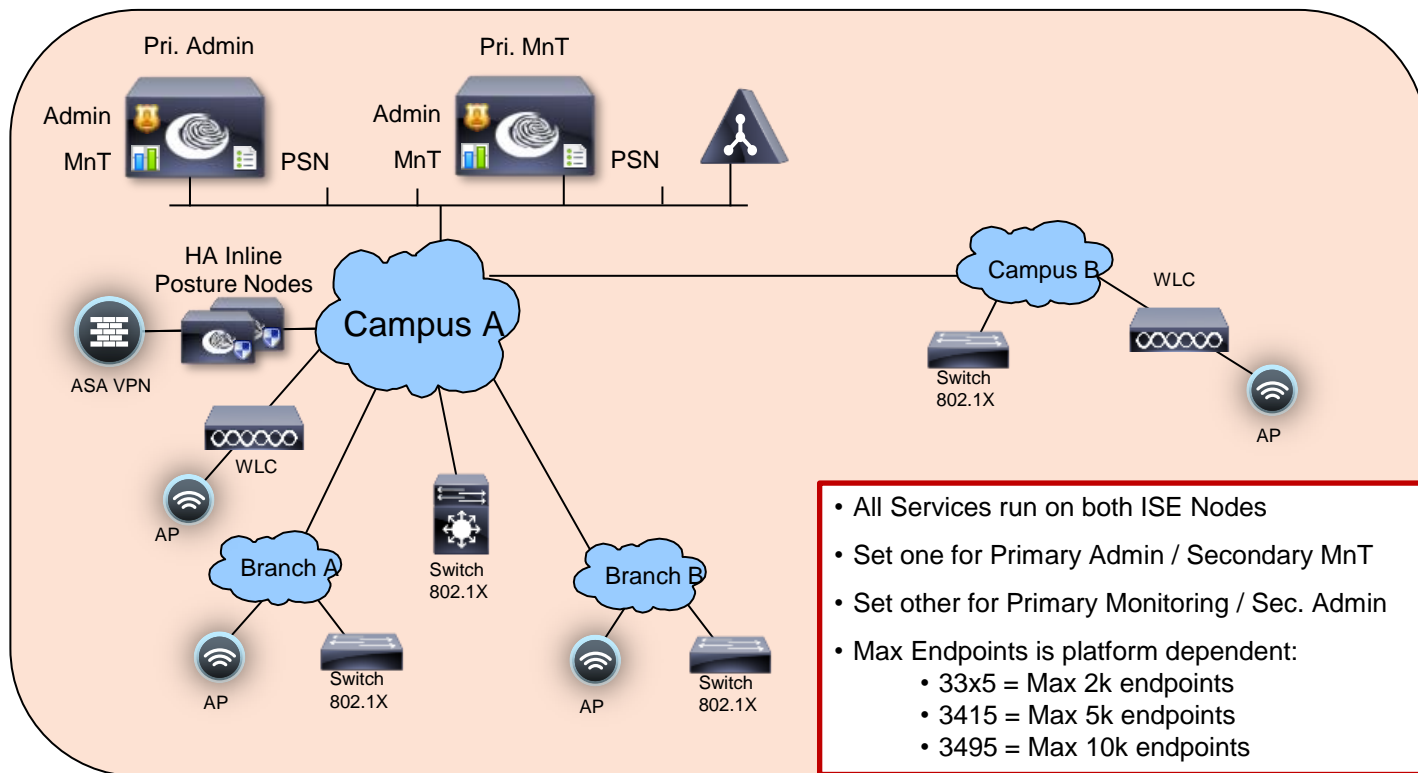 Pri. Admin
Pri. MnT
Admin
MnT
PSN
Admin
MnT
PSN
HA Inline
Posture Nodes
ASA VPN
Campus A
WLC
AP
Switch
802.1X
Branch A
AP
Switch
802.1X
Branch B
AP
Switch
802.1X
Campus B
WLC
Switch
802.1X
AP
• All Services run on both ISE Nodes
• Set one for Primary Admin / Secondary MnT
• Set other for Primary Monitoring / Sec. Admin
• Max Endpoints is platform dependent:
• 33x5 = Max 2k endpoints
• 3415 = Max 5k endpoints
• 3495 = Max 10k endpoints